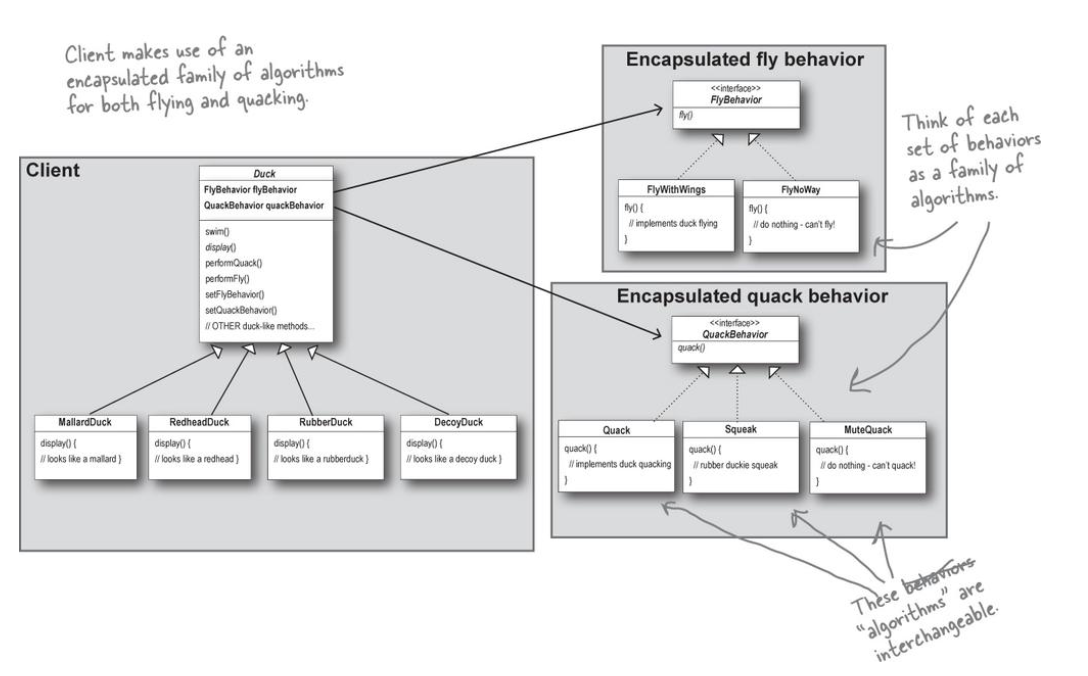 Client makes use of an
encapsulated family of algorithms
for both flying and quacking.
Encapsulated fly behavior
<<interface>>
FlyBehavior
fly()
FlyWithWings
fly() {
// implements duck flying
}
FlyNoWay
fly() {
// do nothing - can't fly!
}
Think of each
set of behaviors
as a family of
algorithms.
Client
Duck
FlyBehavior flyBehavior
QuackBehavior quackBehavior
swim()
display()
performQuack()
performFly()
setFlyBehavior()
setQuackBehavior()
// OTHER duck-like methods...
MallardDuck
display() {
// looks like a mallard }
RedheadDuck
display() {
// looks like a redhead }
RubberDuck
display() {
// looks like a rubberduck }
DecoyDuck
display() {
// looks like a decoy duck }
Encapsulated quack behavior
<<interface>>
QuackBehavior
quack()
Quack
quack() {
// implements duck quacking
}
Squeak
quack() {
// rubber duckie squeak
}
MuteQuack
quack() {
// do nothing - can't quack!
}
These behaviors
"algorithms" are
interchangeable.